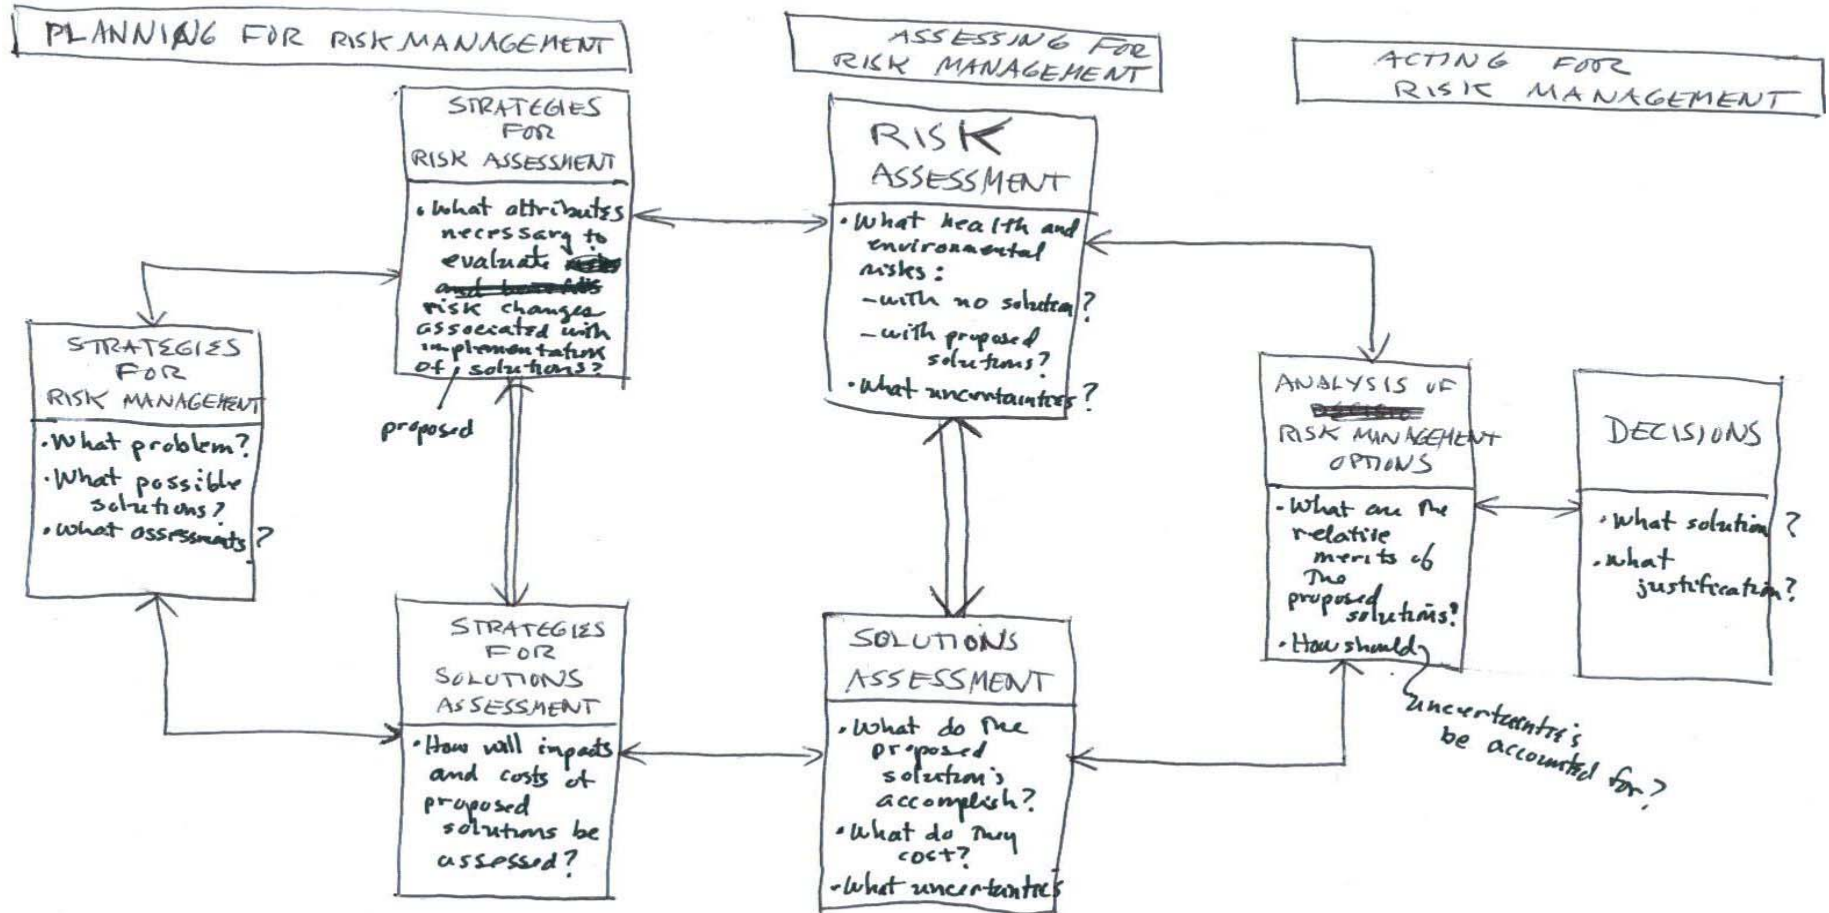 PLANNING FOR RISK MANAGEMENT
ASSESSING FOR
RISK MANAGEMENT
ACTING FOR
RISK MANAGEMENT
STRATEGIES
FOR
RISK ASSESSMENT
• What attributes
necessary to
evaluate
risk changes
associated with
implementation
of solutions?
proposed
RISK
ASSESSMENT
• What health and
environmental
risks:
- with no solution?
- with proposed
solutions?
• What uncertainties?
STRATEGIES
FOR
RISK MANAGEMENT
• What problem?
• What possible
solutions?
• What assessments?
ANALYSIS OF
RISK MANAGEMENT
OPTIONS
• What are the
relative
merits of
the
proposed
solutions?
• How should
uncertainties
be accounted for?
DECISIONS
• What solution?
• What
justification?
STRATEGIES
FOR
SOLUTIONS
ASSESSMENT
• How will impacts
and costs of
proposed
solutions be
assessed?
SOLUTIONS
ASSESSMENT
• What do the
proposed
solutions
accomplish?
• What do they
cost?
• What uncertainties